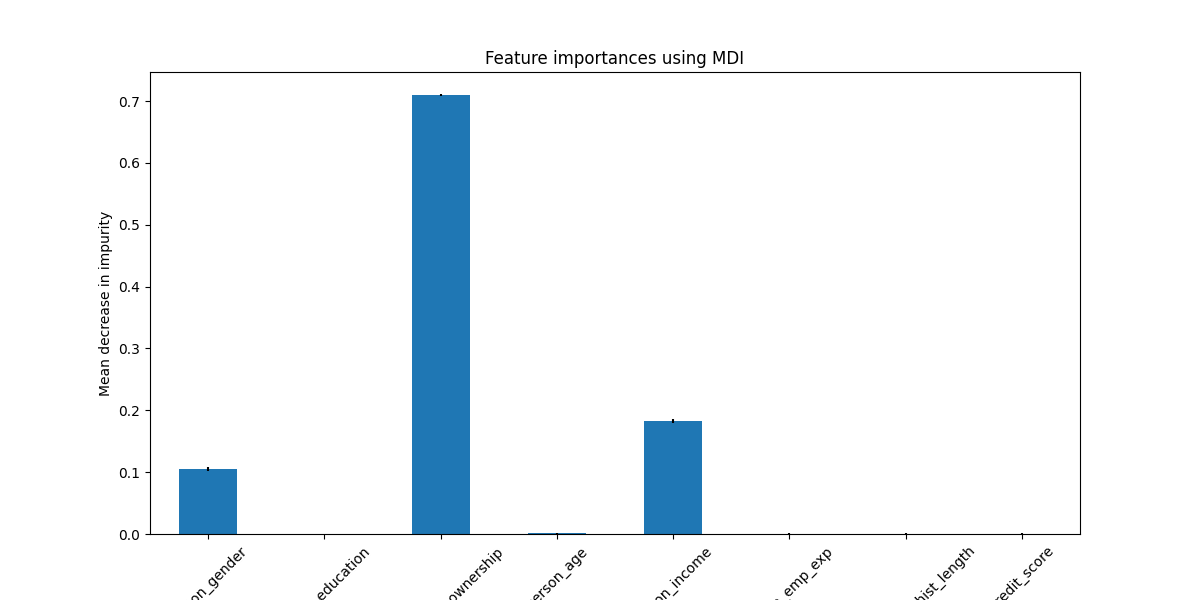 Feature importances using MDI
Mean decrease in impurity
0.7
0.6
0.5
0.4
0.3
0.2
0.1
0.0
on_gender
education
ownership
erson_age
on_income
_emp_exp
hist_length
redit_score